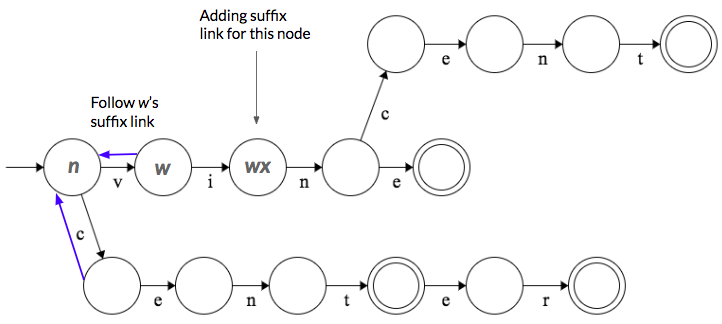 Adding suffix
link for this node
e
n
t
Follow w's
suffix link
c
n
v
w
i
wx
n
e
c
e
n
t
e
r